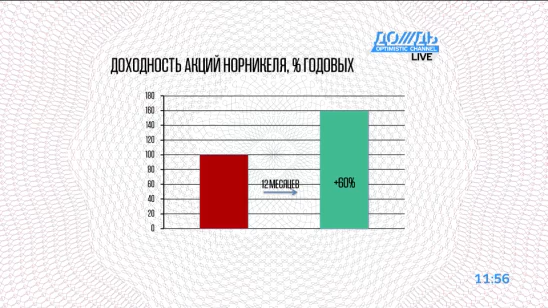 ДОЖДЬ
OPTIMISTIC CHANNEL
LIVE
ДОХОДНОСТЬ АКЦИЙ НОРНИКЕЛЯ, % ГОДОВЫХ
180
160
140
120
100
80
60
40
20
0
12 МЕСЯЦЕВ
+60%
11:56